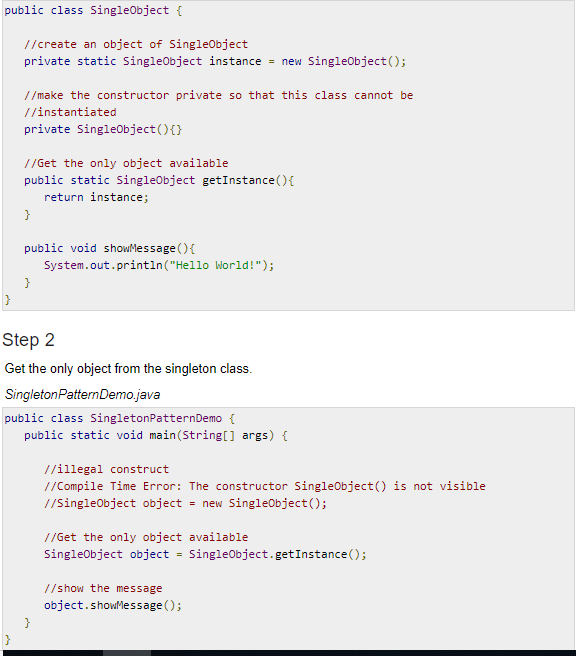 public class SingleObject {
//create an object of SingleObject
private static SingleObject instance = new SingleObject();
//make the constructor private so that this class cannot be
//instantiated
private SingleObject(){}
//Get the only object available
public static SingleObject getInstance(){
return instance;
}
public void showMessage(){
System.out.println("Hello World!");
}
}
Step 2
Get the only object from the singleton class.
SingletonPatternDemo.java
public class SingletonPatternDemo {
public static void main(String[] args) {
//illegal construct
//Compile Time Error: The constructor SingleObject() is not visible
//SingleObject object = new SingleObject();
//Get the only object available
SingleObject object = SingleObject.getInstance();
//show the message
object.showMessage();
}
}